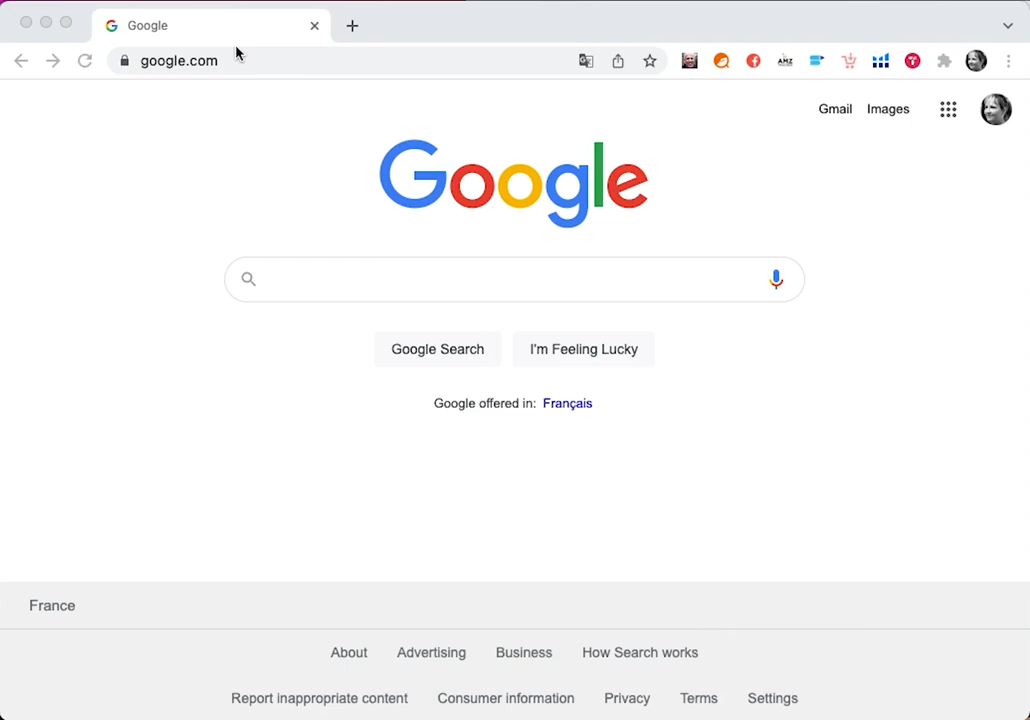 Google
google.com
AMZ
Gmail Images
Google
Google Search I'm Feeling Lucky
Google offered in: Français
France
About Advertising Business How Search works
Report inappropriate content Consumer information Privacy Terms Settings